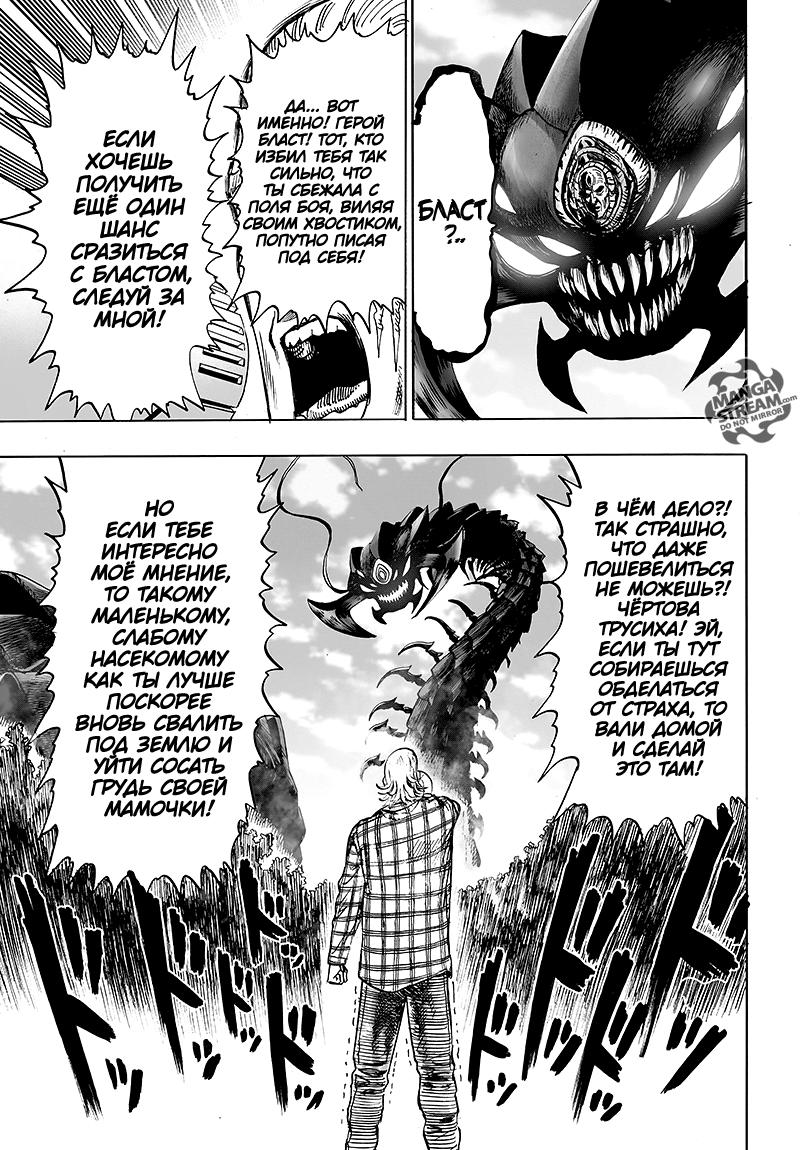 БЛАСТ
?..
ДА... ВОТ
ИМЕННО! ГЕРОЙ
БЛАСТ! ТОТ, КТО
ИЗБИЛ ТЕБЯ ТАК
СИЛЬНО, ЧТО
ТЫ СБЕЖАЛА С
ПОЛЯ БОЯ, ВИЛЯЯ
СВОИМ ХВОСТИКОМ,
ПОПУТНО ПИСАЯ
ПОД СЕБЯ!
ЕСЛИ
ХОЧЕШЬ
ПОЛУЧИТЬ
ЕЩЁ ОДИН
ШАНС
СРАЗИТЬСЯ
С БЛАСТОМ,
СЛЕДУЙ ЗА
МНОЙ!
MANGA
STREAM.com
DO NOT MIRROR
В ЧЁМ ДЕЛО?!
ТАК СТРАШНО,
ЧТО ДАЖЕ
ПОШЕВЕЛИТЬСЯ
НЕ МОЖЕШЬ?!
ЧЁРТОВА
ТРУСИХА! ЭЙ,
ЕСЛИ ТЫ ТУТ
СОБИРАЕШЬСЯ
ОБДЕЛАТЬСЯ
ОТ СТРАХА, ТО
ВАЛИ ДОМОЙ
И СДЕЛАЙ
ЭТО ТАМ!
НО
ЕСЛИ ТЕБЕ
ИНТЕРЕСНО
МОЁ МНЕНИЕ,
ТО ТАКОМУ
МАЛЕНЬКОМУ,
СЛАБОМУ
НАСЕКОМОМУ
КАК ТЫ ЛУЧШЕ
ПОСКОРЕЕ
ВНОВЬ СВАЛИТЬ
ПОД ЗЕМЛЮ И
УЙТИ СОСАТЬ
ГРУДЬ СВОЕЙ
МАМОЧКИ!
ドドドド
ドドドドド